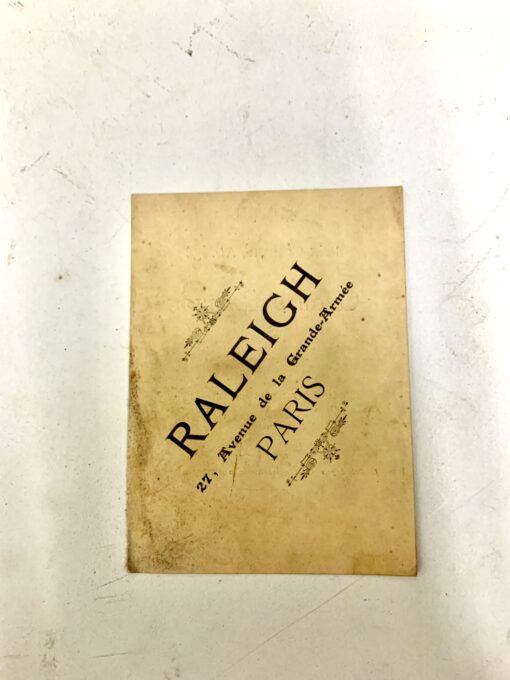 RALEIGH
27, Avenue de la Grande-Armée
PARIS